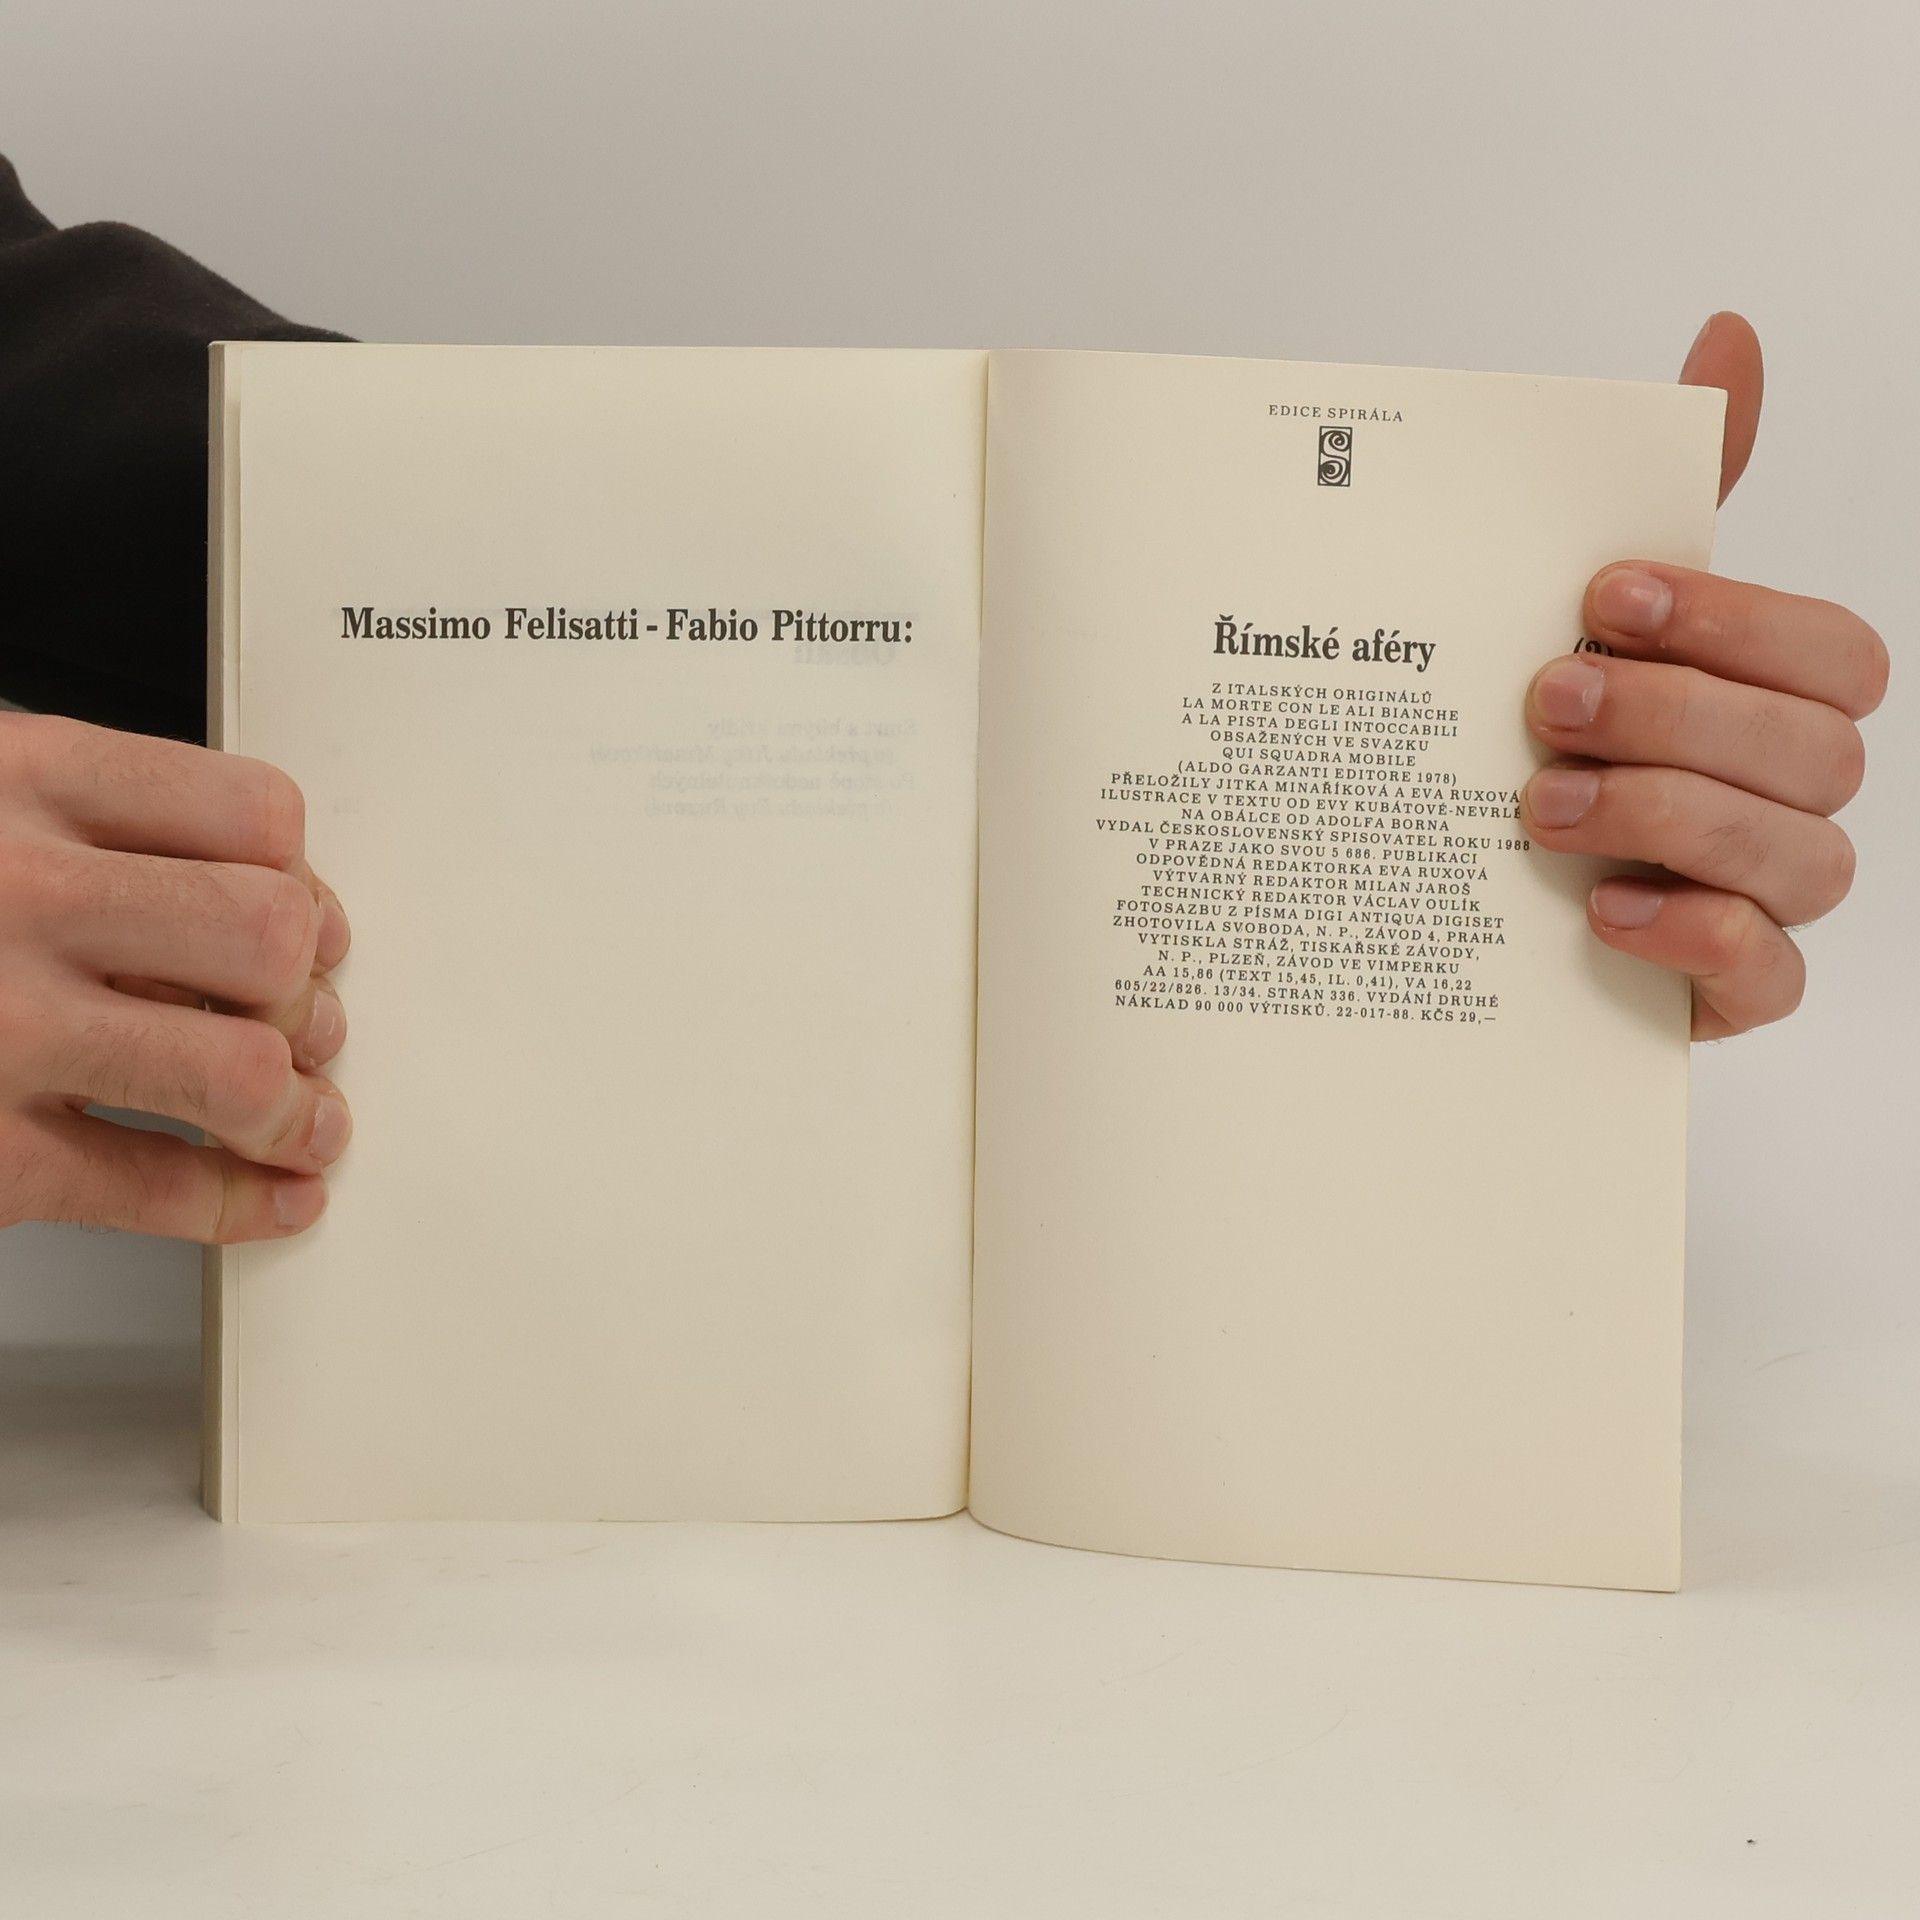 Massimo Felisatti - Fabio Pittorru:
EDICE SPIRÁLA
Římské aféry
Z ITALSKÝCH ORIGINÁLŮ
LA MORTE CON LE ALI BIANCHE
A LA PISTA DEGLI INTOCCABILI
OBSAŽENÝCH VE SVAZKU
QUI SQUADRA MOBILE
(ALDO GARZANTI EDITORE 1978)
PŘELOŽILY JITKA MINAŘÍKOVÁ A EVA RUXOVÁ
ILUSTRACE V TEXTU OD EVY KUBÁTOVÉ-NEVRLÉ
NA OBÁLCE OD ADOLFA BORNA
VYDAL ČESKOSLOVENSKÝ SPISOVATEL ROKU 1988
V PRAZE JAKO SVOU 5 686. PUBLIKACI
ODPOVĚDNÁ REDAKTORKA EVA RUXOVÁ
VÝTVARNÝ REDAKTOR MILAN JAROŠ
TECHNICKÝ REDAKTOR VÁCLAV OULÍK
FOTOSAZBU Z PÍSMA DIGI ANTIQUA DIGISET
ZHOTOVILA SVOBODA, N. P., ZÁVOD 4, PRAHA
VYTISKLA STRÁŽ, TISKAŘSKÉ ZÁVODY,
N. P., PLZEŇ, ZÁVOD VE VIMPERKU
AA 15,86 (TEXT 15,45, IL. 0,41), VA 16,22
605/22/826. 13/34. STRAN 336. VYDÁNÍ DRUHÉ
NÁKLAD 90 000 VÝTISKŮ. 22-017-88. KČS 29,—